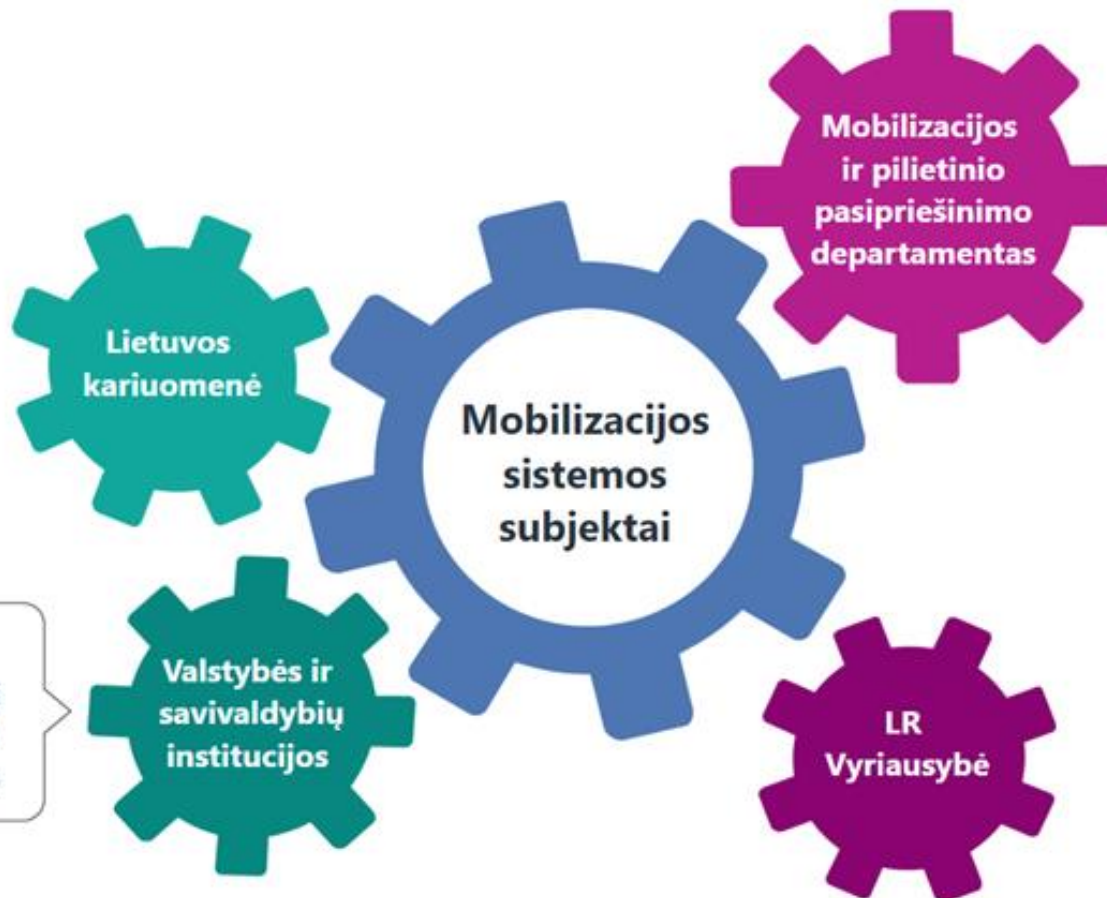 Mobilizacijos
ir pilietinio
pasipriešinimo
departamentas
Lietuvos
kariuomenė
Mobilizacijos
sistemos
subjektai
Valstybės ir
savivaldybių
institucijos
LR
Vyriausybė